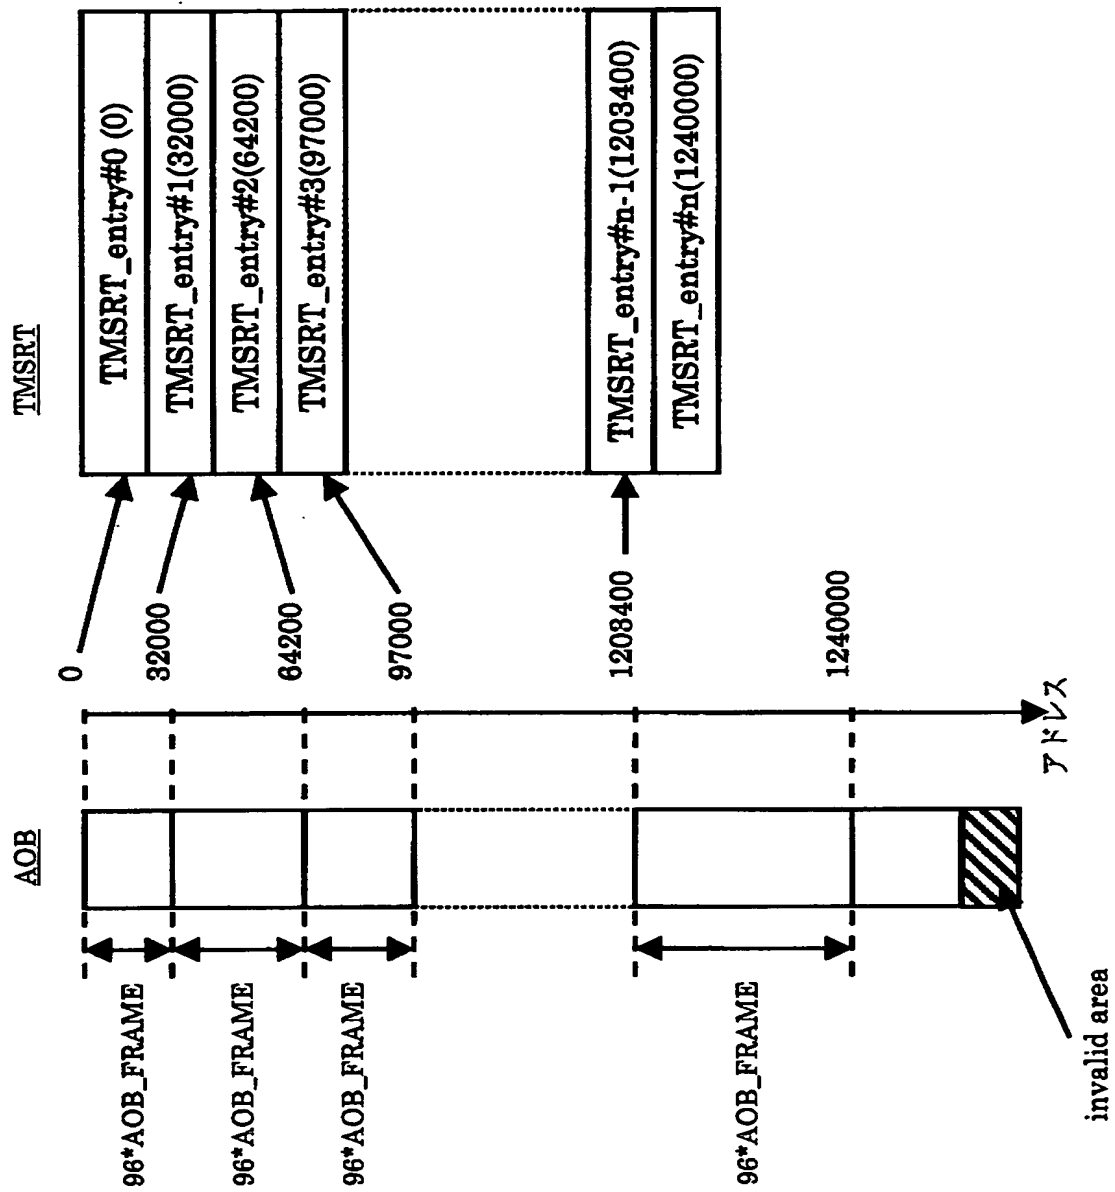 TMSRT
TMSRT_entry#0 (0)
TMSRT_entry#1(32000)
TMSRT_entry#2(64200)
TMSRT_entry#3(97000)
TMSRT_entry#n-1(1203400)
TMSRT_entry#n(1240000)
0
32000
64200
97000
1208400
1240000
アドレス
AOB
96*AOB_FRAME
96*AOB_FRAME
96*AOB_FRAME
96*AOB_FRAME
invalid area